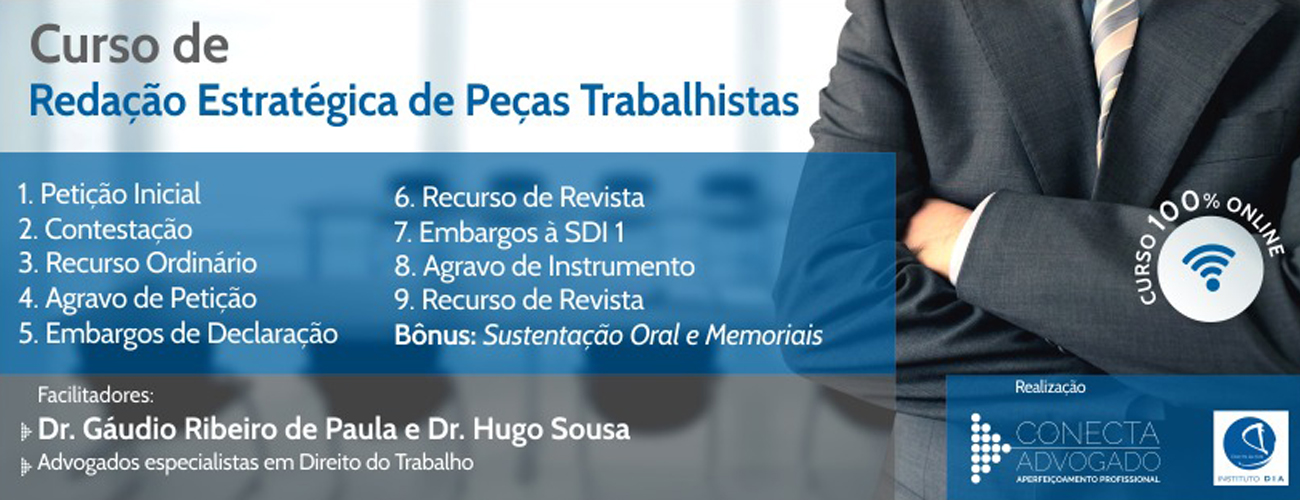 Curso de
Redação Estratégica de Peças Trabalhistas
1. Petição Inicial
2. Contestação
3. Recurso Ordinário
4. Agravo de Petição
5. Embargos de Declaração
6. Recurso de Revista
7. Embargos à SDI 1
8. Agravo de Instrumento
9. Recurso de Revista
Bônus: Sustentação Oral e Memoriais
CURSO 100% ONLINE
Facilitadores:
Dr. Gáudio Ribeiro de Paula e Dr. Hugo Sousa
Advogados especialistas em Direito do Trabalho
Realização
CONECTA
ADVOGADO
APERFEIÇOAMENTO PROFISSIONAL
INSTITUTO DIA